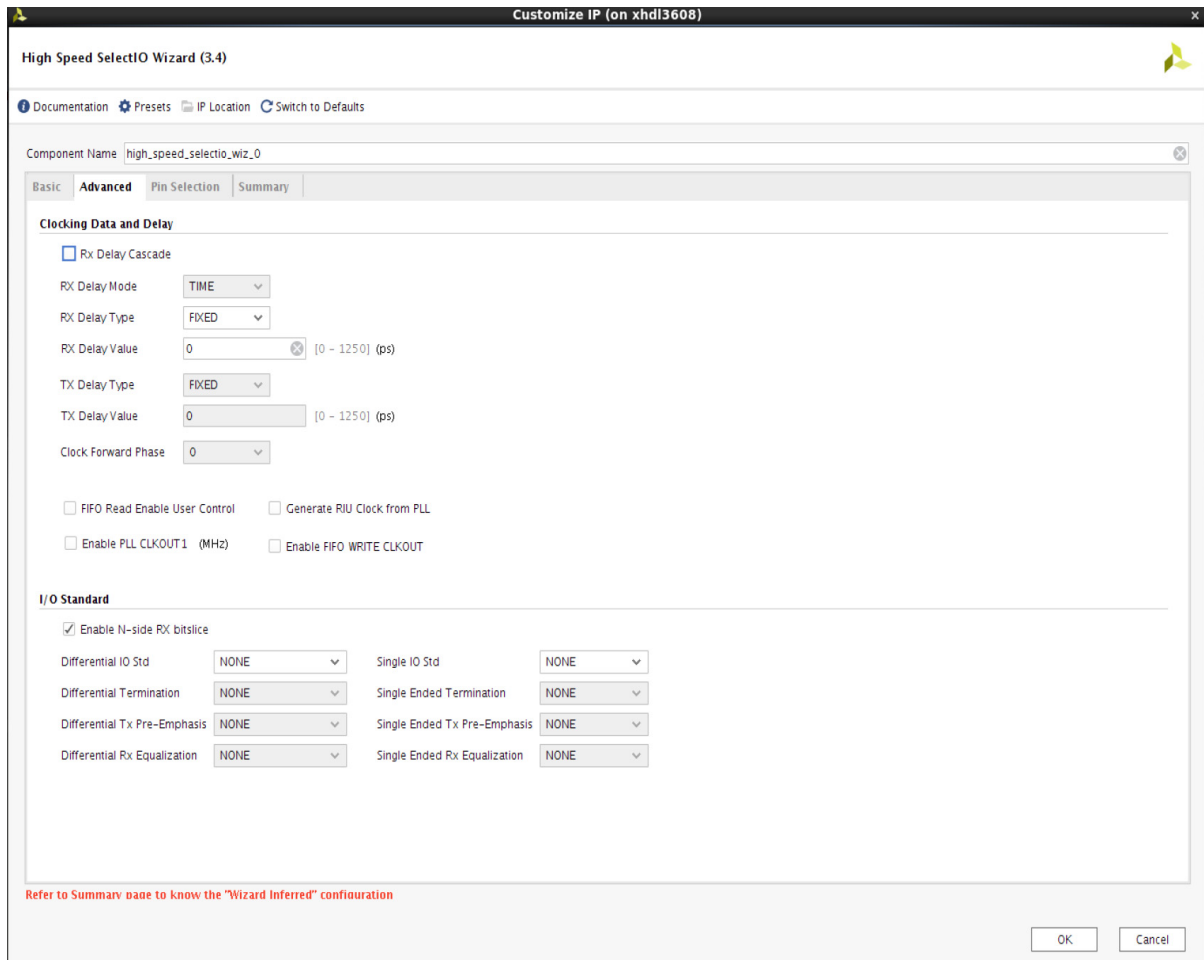 Customize IP (on xhdl3608)
x
High Speed SelectIO Wizard (3.4)
Documentation Presets IP Location Switch to Defaults
Component Name high_speed_selectio_wiz_0
Basic Advanced Pin Selection Summary
Clocking Data and Delay
Rx Delay Cascade
RX Delay Mode TIME
RX Delay Type FIXED
RX Delay Value 0 [0 - 1250] (ps)
TX Delay Type FIXED
TX Delay Value 0 [0 - 1250] (ps)
Clock Forward Phase 0
FIFO Read Enable User Control Generate RIU Clock from PLL
Enable PLL CLKOUT1 (MHz) Enable FIFO WRITE CLKOUT
I/O Standard
Enable N-side RX bitslice
Differential IO Std NONE Single IO Std NONE
Differential Termination NONE Single Ended Termination NONE
Differential Tx Pre-Emphasis NONE Single Ended Tx Pre-Emphasis NONE
Differential Rx Equalization NONE Single Ended Rx Equalization NONE
Refer to Summary page to know the "Wizard Inferred" configuration
OK Cancel